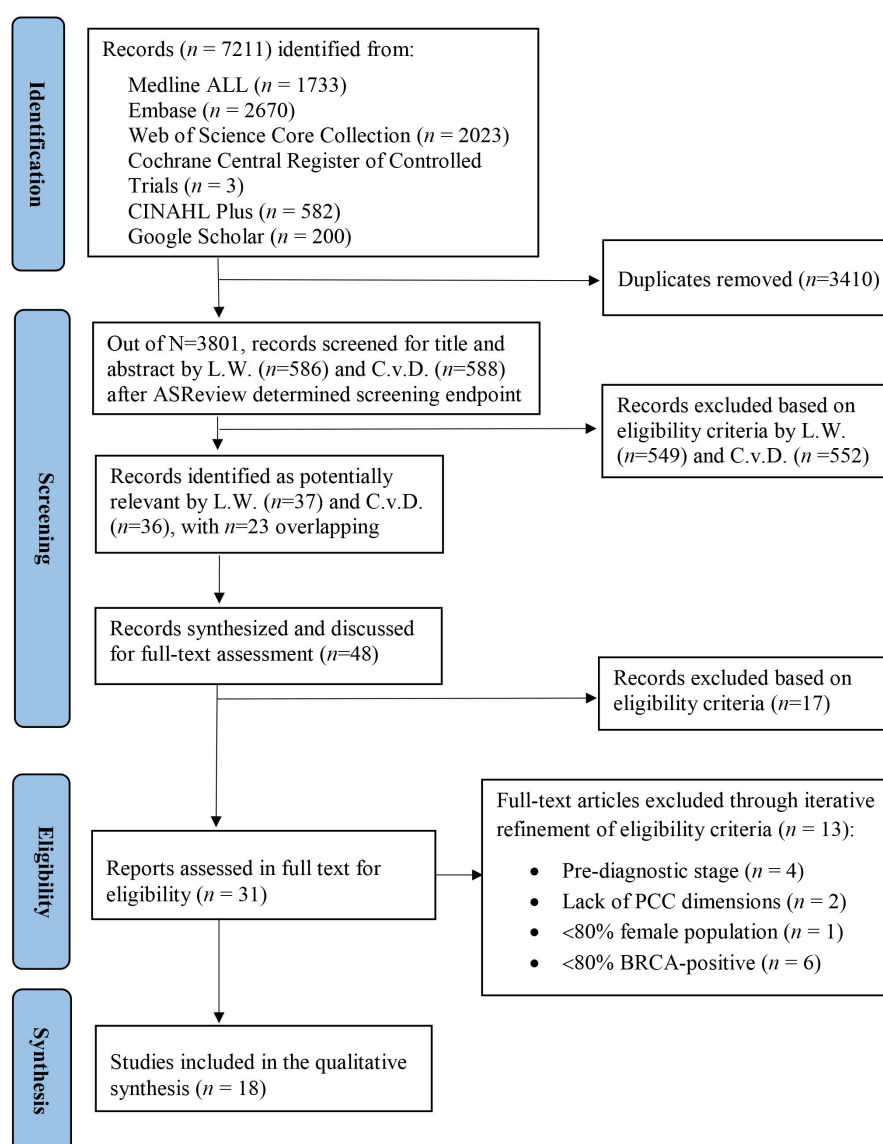 Identification
Records (n = 7211) identified from:
Medline ALL (n = 1733)
Embase (n = 2670)
Web of Science Core Collection (n = 2023)
Cochrane Central Register of Controlled
Trials (n = 3)
CINAHL Plus (n = 582)
Google Scholar (n = 200)
Duplicates removed (n=3410)
Screening
Out of N=3801, records screened for title and
abstract by L.W. (n=586) and C.v.D. (n=588)
after ASReview determined screening endpoint
Records excluded based on
eligibility criteria by L.W.
(n=549) and C.v.D. (n=552)
Records identified as potentially
relevant by L.W. (n=37) and C.v.D.
(n=36), with n=23 overlapping
Records synthesized and discussed
for full-text assessment (n=48)
Records excluded based on
eligibility criteria (n=17)
Eligibility
Reports assessed in full text for
eligibility (n = 31)
Full-text articles excluded through iterative
refinement of eligibility criteria (n = 13):
• Pre-diagnostic stage (n = 4)
• Lack of PCC dimensions (n = 2)
• <80% female population (n = 1)
• <80% BRCA-positive (n = 6)
Synthesis
Studies included in the qualitative
synthesis (n = 18)